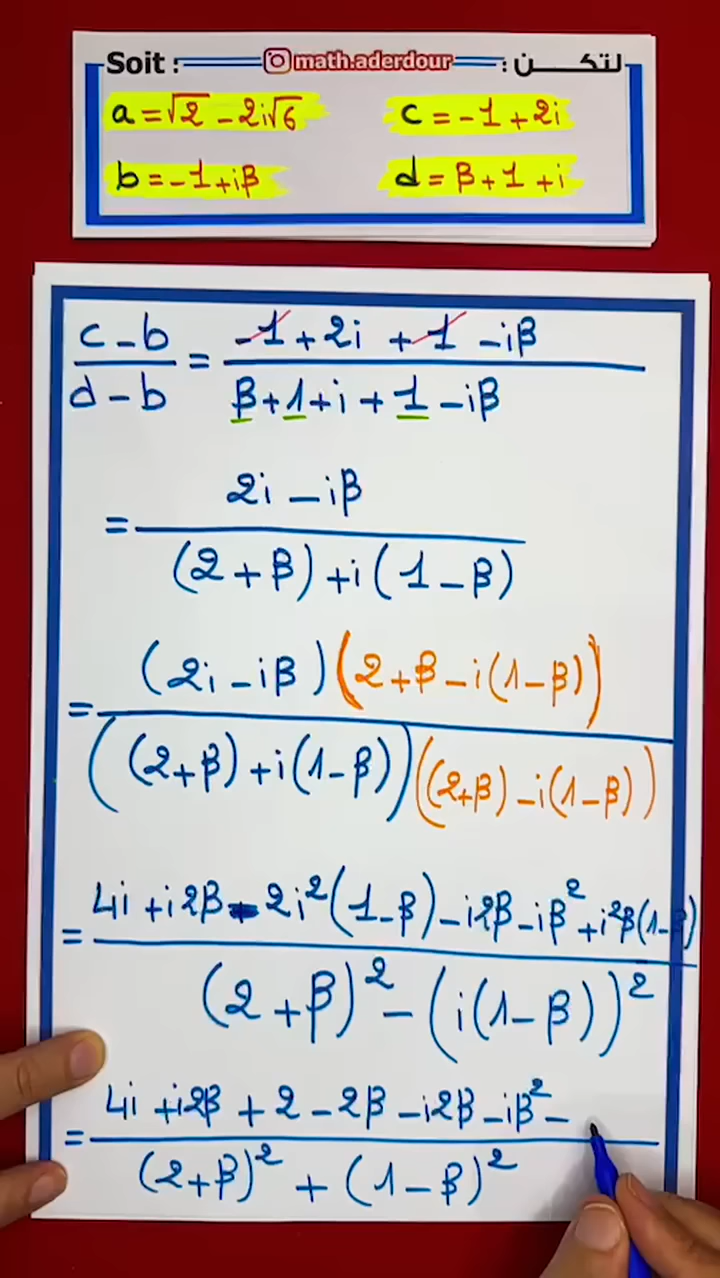 Soit : math.aderdour : لتكن
a = √2 - 2i√6 c = -1 + 2i
b = -1 + iβ d = β + 1 + i
(c - b)/(d - b) = (-1 + 2i + 1 - iβ)/(β + 1 + i + 1 - iβ)
= (2i - iβ)/((2 + β) + i(1 - β))
= ((2i - iβ)(2 + β - i(1 - β)))/(((2 + β) + i(1 - β))((2 + β) - i(1 - β)))
= (4i + i2β - 2i²(1 - β) - i2β - iβ² + i²β(1 - β))/((2 + β)² - (i(1 - β))²)
= (4i + i2β + 2 - 2β - i2β - iβ² -)/((2 + β)² + (1 - β)²)